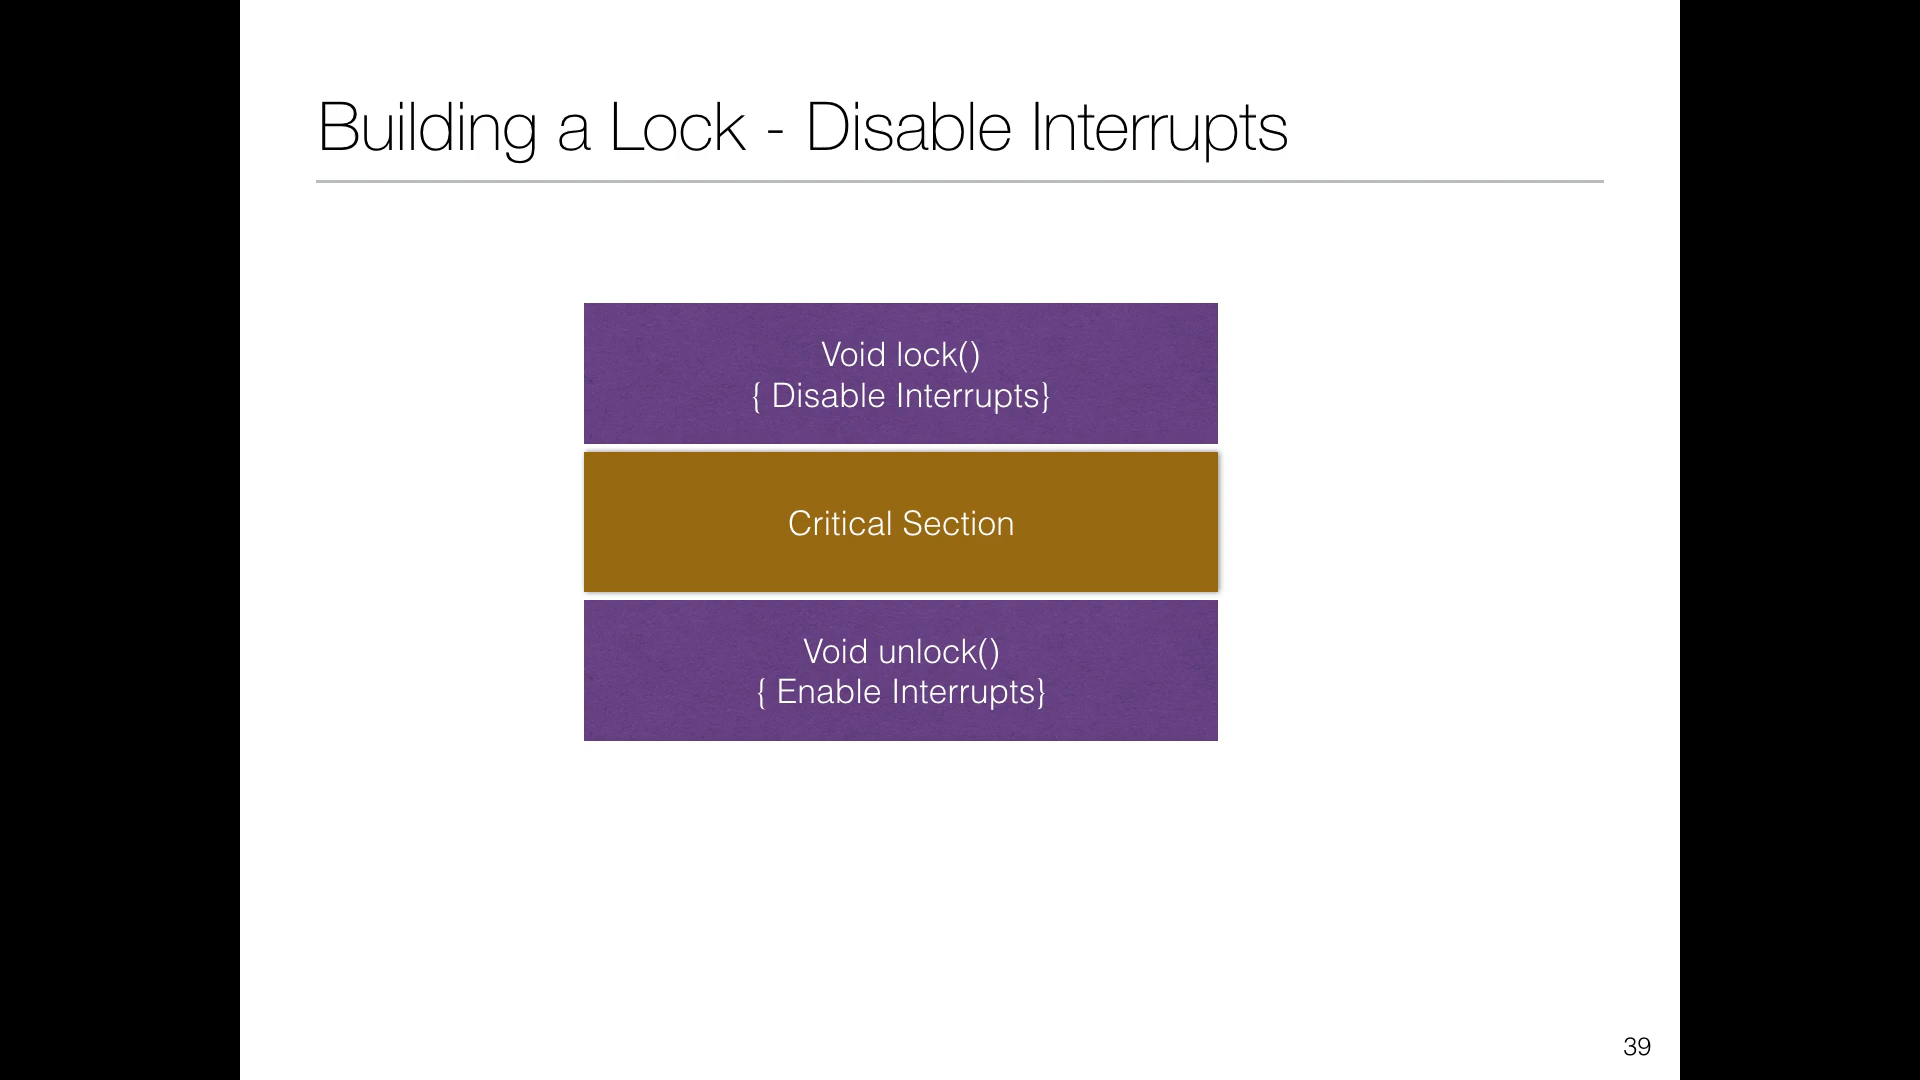 Building a Lock - Disable Interrupts
Void lock()
{ Disable Interrupts}
Critical Section
Void unlock()
{ Enable Interrupts}
39